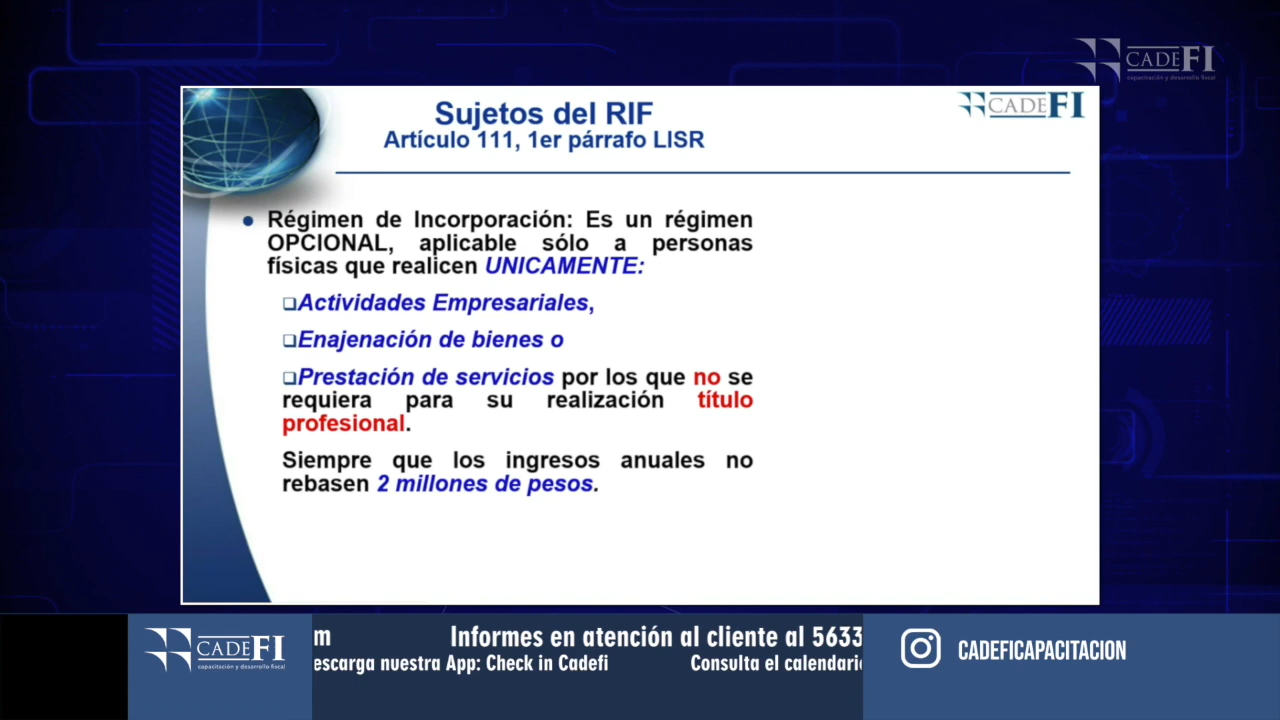 CADEFI
capacitación y desarrollo fiscal
Sujetos del RIF
Artículo 111, 1er párrafo LISR
CADEFI
Régimen de Incorporación: Es un régimen
OPCIONAL, aplicable sólo a personas
físicas que realicen UNICAMENTE:
Actividades Empresariales,
Enajenación de bienes o
Prestación de servicios por los que no se
requiera para su realización título
profesional.
Siempre que los ingresos anuales no
rebasen 2 millones de pesos.
CADEFI
capacitación y desarrollo fiscal
m Informes en atención al cliente al 5633
escarga nuestra App: Check in Cadefi Consulta el calendario
CADEFICAPACITACION